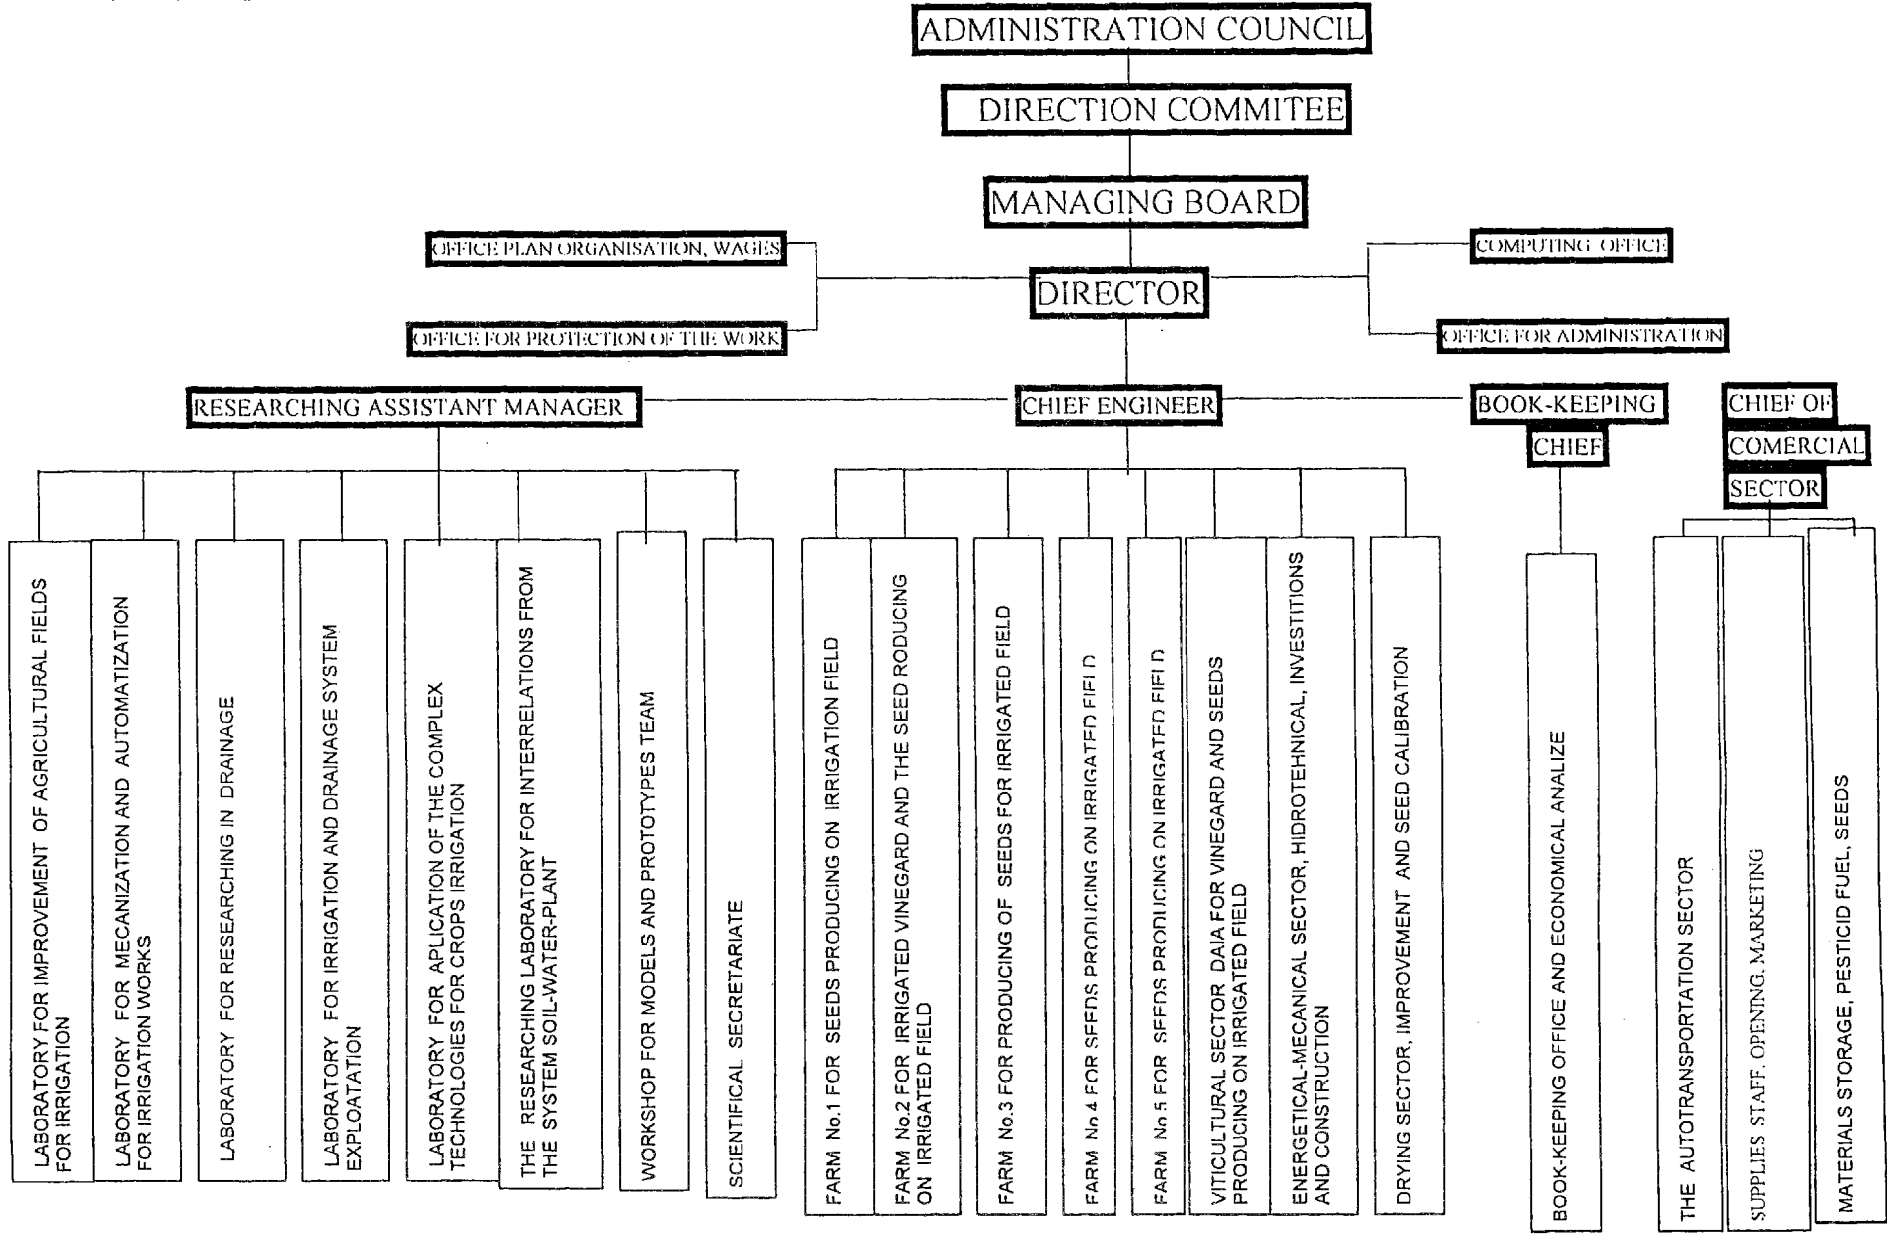 ADMINISTRATION COUNCIL
DIRECTION COMMITEE
MANAGING BOARD
OFFICE PLAN ORGANISATION, WAGES
COMPUTING OFFICE
DIRECTOR
OFFICE FOR PROTECTION OF THE WORK
OFFICE FOR ADMINISTRATION
RESEARCHING ASSISTANT MANAGER
CHIEF ENGINEER
BOOK-KEEPING
CHIEF
CHIEF OF
COMERCIAL
SECTOR
LABORATORY FOR IMPROVEMENT OF AGRICULTURAL FIELDS
FOR IRRIGATION
LABORATORY FOR MECANIZATION AND AUTOMATIZATION
FOR IRRIGATION WORKS
LABORATORY FOR RESEARCHING IN DRAINAGE
LABORATORY FOR IRRIGATION AND DRAINAGE SYSTEM
EXPLOATATION
LABORATORY FOR APLICATION OF THE COMPLEX
TECHNOLOGIES FOR CROPS IRRIGATION
THE RESEARCHING LABORATORY FOR INTERRELATIONS FROM
THE SYSTEM SOIL-WATER-PLANT
WORKSHOP FOR MODELS AND PROTOTYPES TEAM
SCIENTIFICAL SECRETARIATE
FARM No.1 FOR SEEDS PRODUCING ON IRRIGATION FIELD
FARM No.2 FOR IRRIGATED VINEGARD AND THE SEED RODUCING
ON IRRIGATED FIELD
FARM No.3 FOR PRODUCING OF SEEDS FOR IRRIGATED FIELD
FARM No.4 FOR SEEDS PRODUCING ON IRRIGATED FIELD
FARM No.5 FOR SEEDS PRODUCING ON IRRIGATED FIELD
VITICULTURAL SECTOR DAIA FOR VINEGARD AND SEEDS
PRODUCING ON IRRIGATED FIELD
ENERGETICAL-MECANICAL SECTOR, HIDROTEHNICAL, INVESTITIONS
AND CONSTRUCTION
DRYING SECTOR, IMPROVEMENT AND SEED CALIBRATION
BOOK-KEEPING OFFICE AND ECONOMICAL ANALIZE
THE AUTOTRANSPORTATION SECTOR
SUPPLIES STAFF, OPENING, MARKETING
MATERIALS STORAGE, PESTICID FUEL, SEEDS